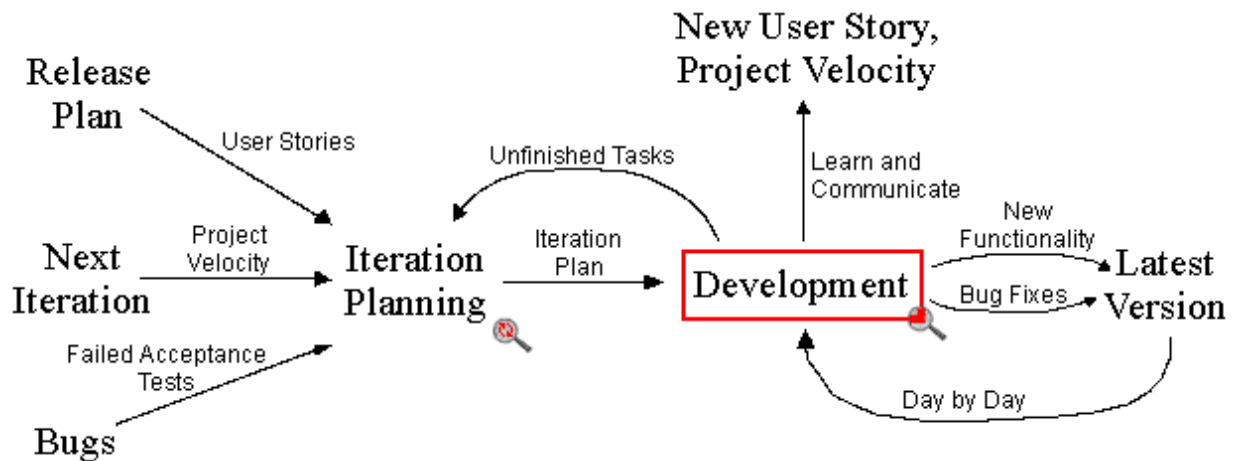 New User Story,
Project Velocity
Release
Plan
User Stories
Unfinished Tasks
Learn and
Communicate
New
Functionality
Project
Velocity
Next
Iteration
Iteration
Planning
Iteration
Plan
Development
Bug Fixes
Latest
Version
Failed Acceptance
Tests
Day by Day
Bugs